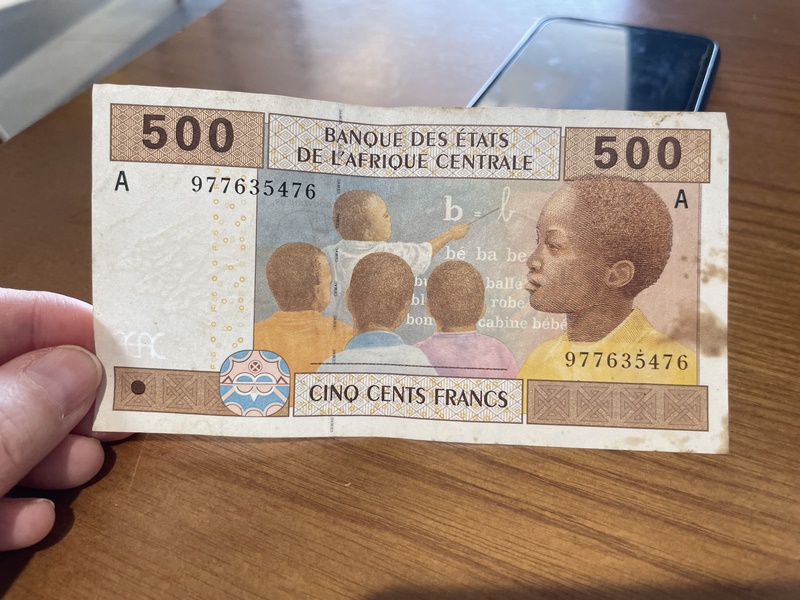 500
BANQUE DES ÉTATS
DE L'AFRIQUE CENTRALE
500
A
977635476
A
b = b
bé ba be
balla
robe
bon cabine bébé
977635476
CINQ CENTS FRANCS